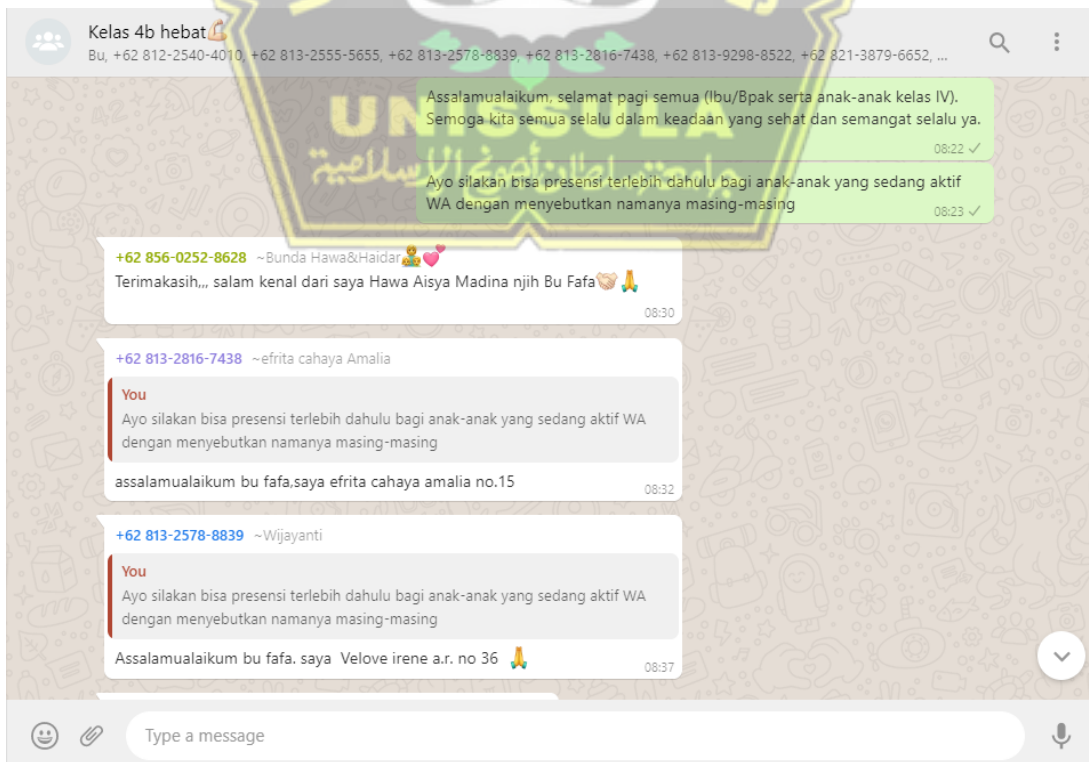 Kelas 4b hebat💪🏻
Bu, +62 812-2540-4010, +62 813-2555-5655, +62 813-2578-8839, +62 813-2816-7438, +62 813-9298-8522, +62 821-3879-6652, ...
UNISSULA
جامعتنسلطان أجونج الإسلامية
Assalamualaikum, selamat pagi semua (Ibu/Bpak serta anak-anak kelas IV).
Semoga kita semua selalu dalam keadaan yang sehat dan semangat selalu ya.
08:22
Ayo silakan bisa presensi terlebih dahulu bagi anak-anak yang sedang aktif
WA dengan menyebutkan namanya masing-masing
08:23
+62 856-0252-8628 ~Bunda Hawa&Haidar👨‍👧💕
Terimakasih,,, salam kenal dari saya Hawa Aisya Madina njih Bu Fafa🤝🏻🙏
08:30
+62 813-2816-7438 ~efrita cahaya Amalia
You
Ayo silakan bisa presensi terlebih dahulu bagi anak-anak yang sedang aktif WA
dengan menyebutkan namanya masing-masing
assalamualaikum bu fafa,saya efrita cahaya amalia no.15
08:32
+62 813-2578-8839 ~Wijayanti
You
Ayo silakan bisa presensi terlebih dahulu bagi anak-anak yang sedang aktif WA
dengan menyebutkan namanya masing-masing
Assalamualaikum bu fafa. saya Velove irene a.r. no 36 🙏
08:37
Type a message